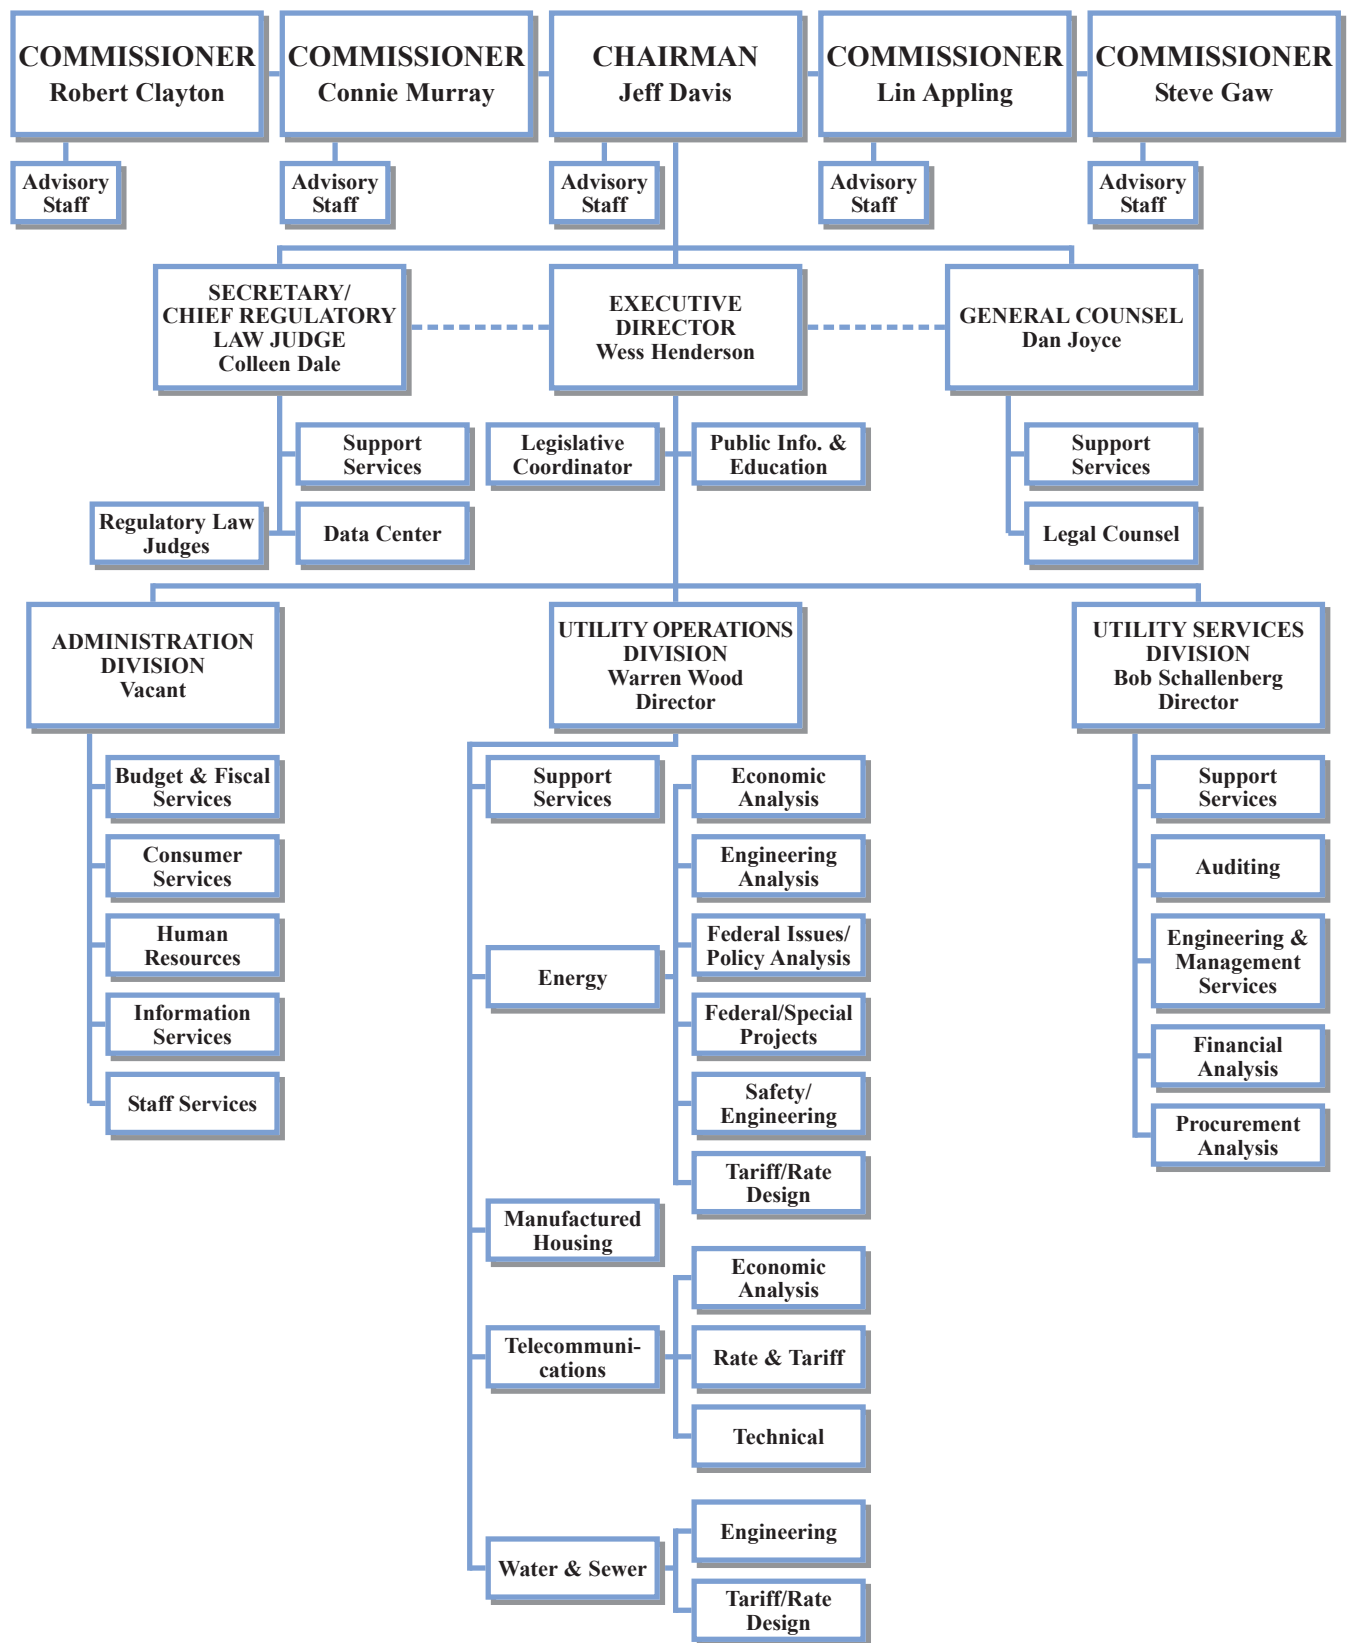 COMMISSIONER
Robert Clayton
COMMISSIONER
Connie Murray
CHAIRMAN
Jeff Davis
COMMISSIONER
Lin Appling
COMMISSIONER
Steve Gaw
Advisory
Staff
Advisory
Staff
Advisory
Staff
Advisory
Staff
Advisory
Staff
SECRETARY/
CHIEF REGULATORY
LAW JUDGE
Colleen Dale
EXECUTIVE
DIRECTOR
Wess Henderson
GENERAL COUNSEL
Dan Joyce
Support
Services
Regulatory Law
Judges
Data Center
Legislative
Coordinator
Public Info. &
Education
Support
Services
Legal Counsel
ADMINISTRATION
DIVISION
Vacant
Budget & Fiscal
Services
Consumer
Services
Human
Resources
Information
Services
Staff Services
UTILITY OPERATIONS
DIVISION
Warren Wood
Director
Support
Services
Energy
Economic
Analysis
Engineering
Analysis
Federal Issues/
Policy Analysis
Federal/Special
Projects
Safety/
Engineering
Tariff/Rate
Design
Manufactured
Housing
Telecommuni-
cations
Economic
Analysis
Rate & Tariff
Technical
Water & Sewer
Engineering
Tariff/Rate
Design
UTILITY SERVICES
DIVISION
Bob Schallenberg
Director
Support
Services
Auditing
Engineering &
Management
Services
Financial
Analysis
Procurement
Analysis